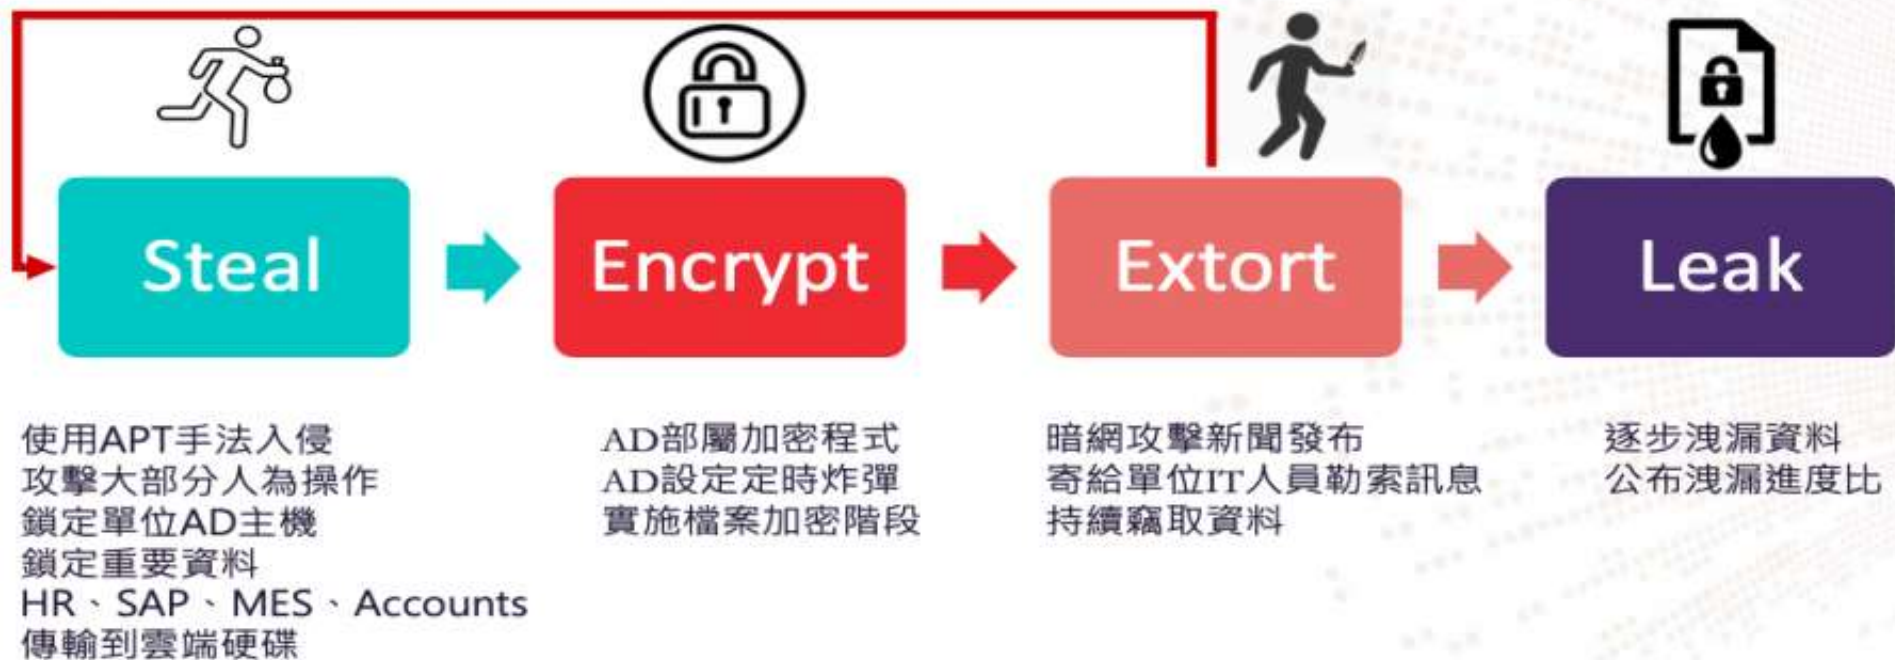 Steal
Encrypt
Extort
Leak
使用APT手法入侵
攻擊大部分人為操作
鎖定單位AD主機
鎖定重要資料
HR、SAP、MES、Accounts
傳輸到雲端硬碟
AD部屬加密程式
AD設定定時炸彈
實施檔案加密階段
暗網攻擊新聞發布
寄給單位IT人員勒索訊息
持續竊取資料
逐步洩漏資料
公布洩漏進度比